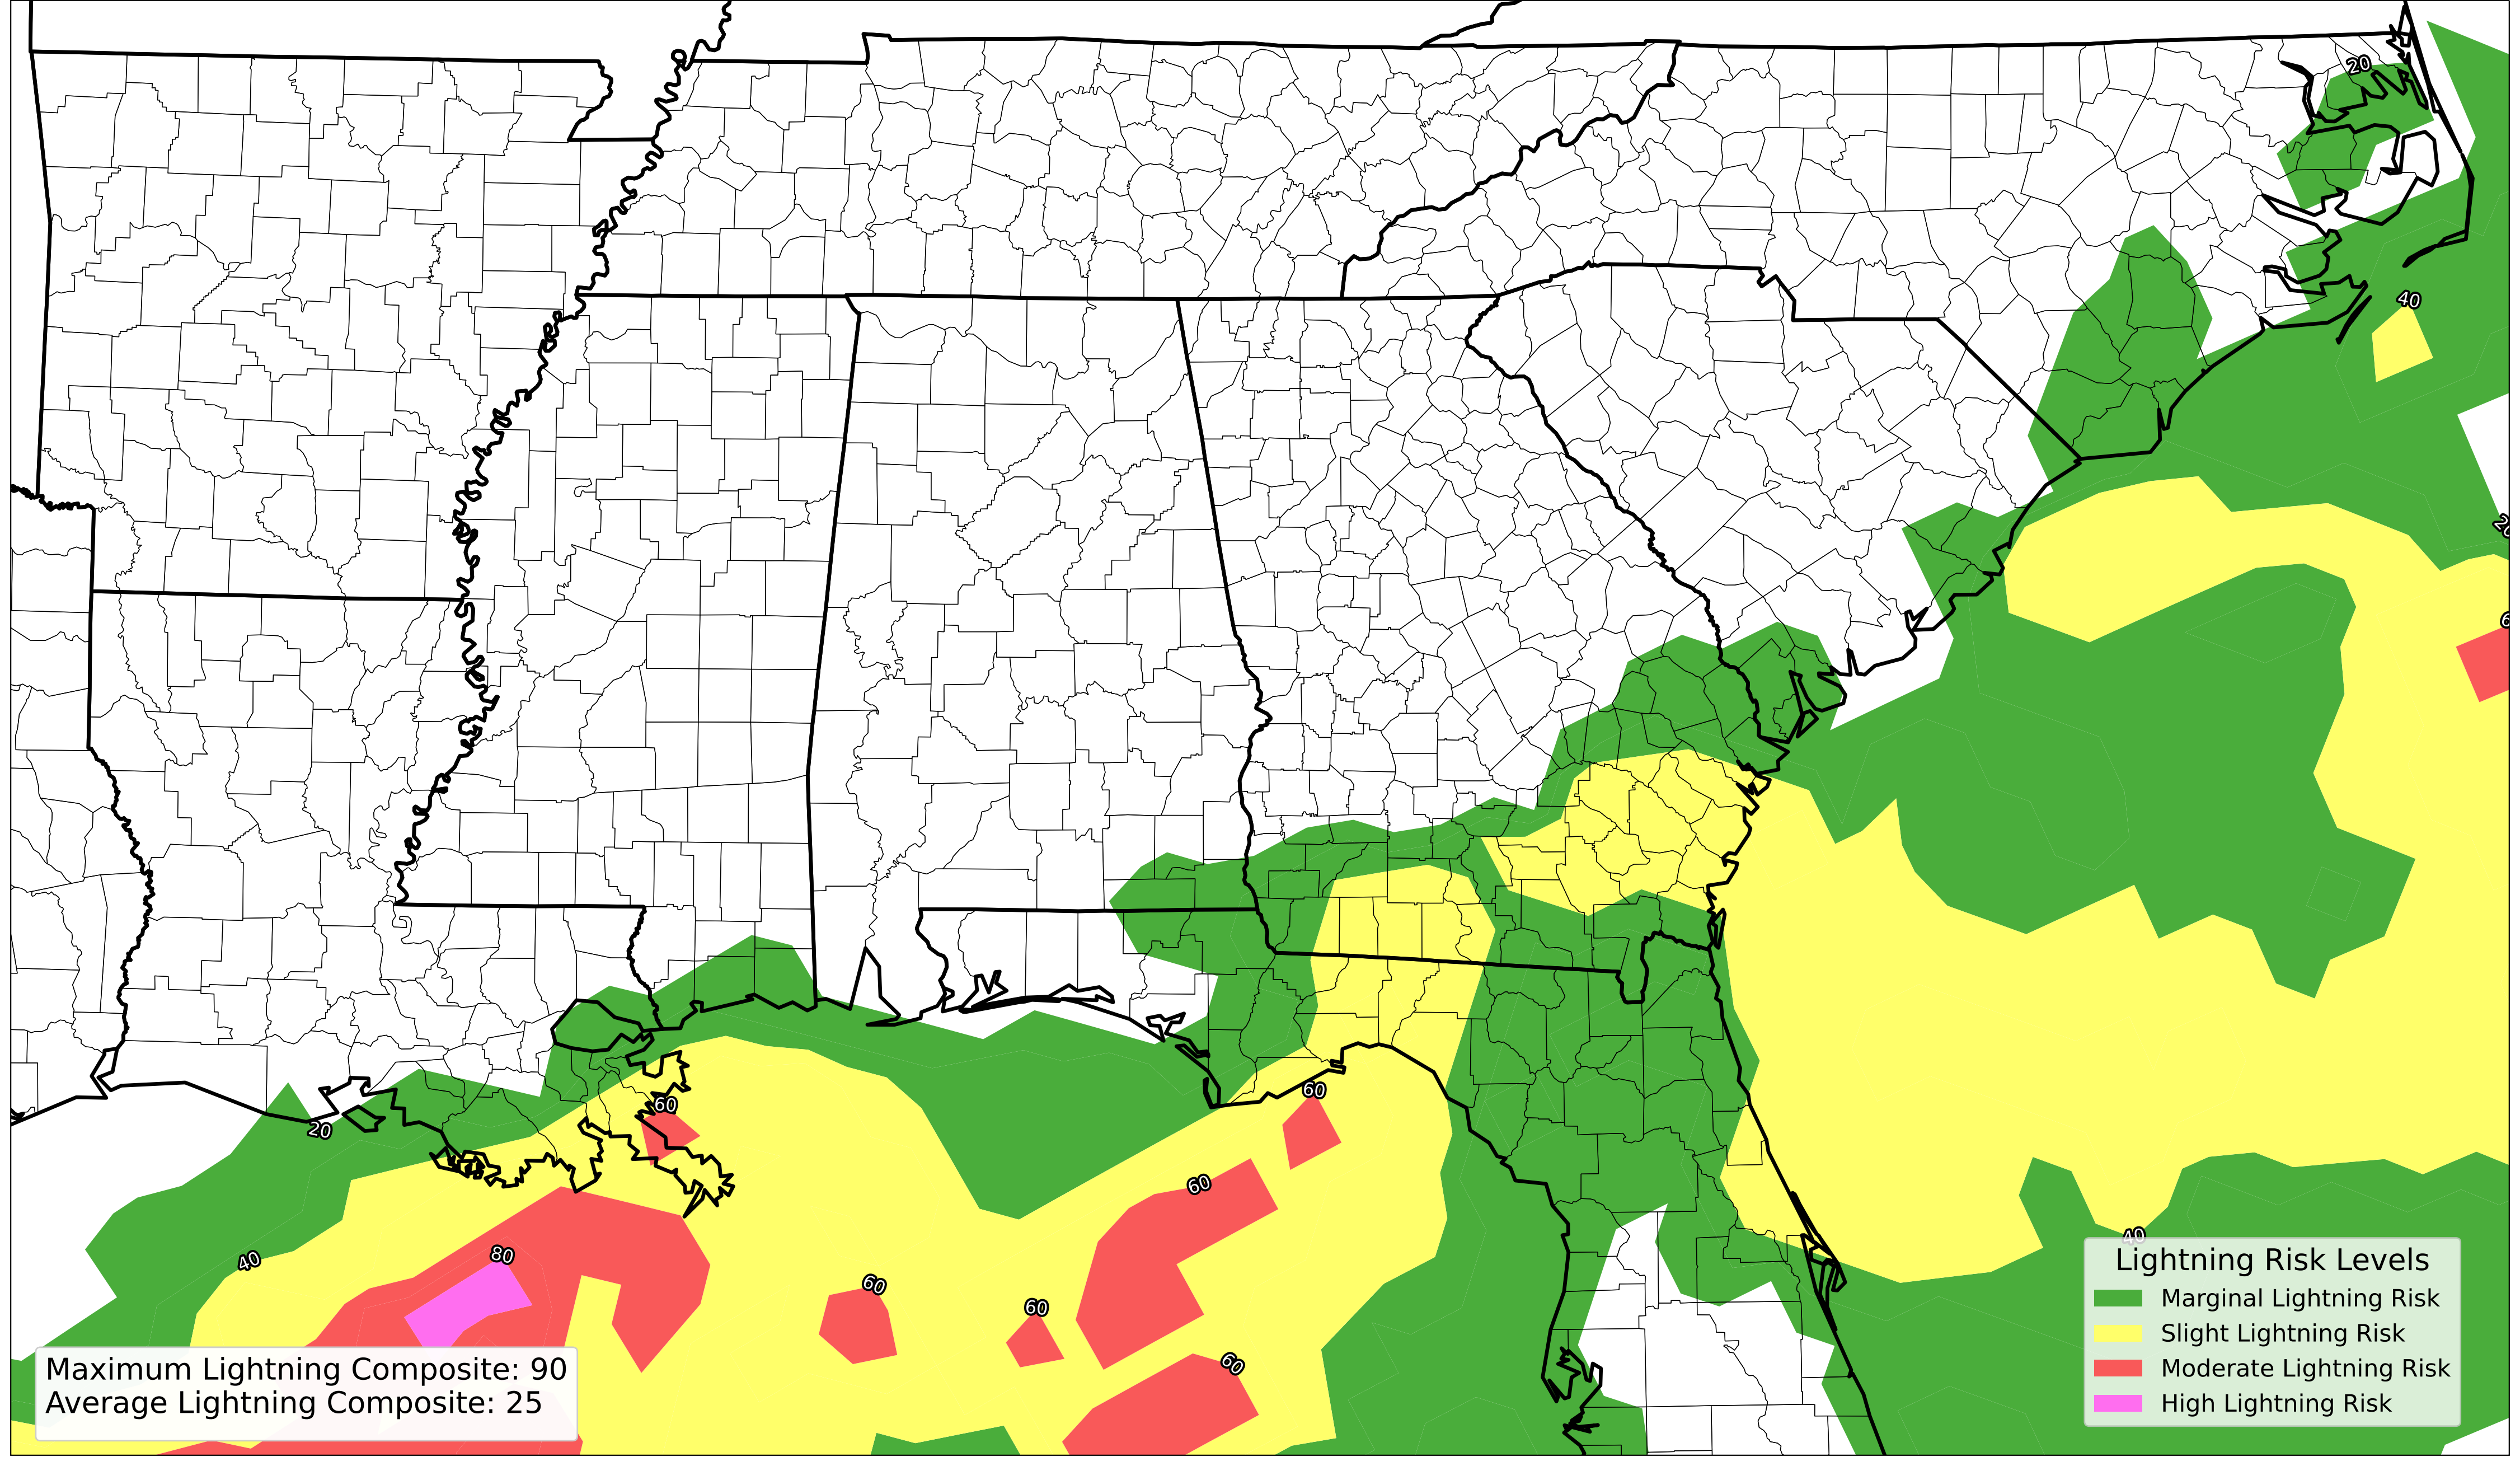 20
40
20
60
60
20
60
40
80
60
60
60
40
Lightning Risk Levels
Marginal Lightning Risk
Slight Lightning Risk
Moderate Lightning Risk
High Lightning Risk
Maximum Lightning Composite: 90
Average Lightning Composite: 25